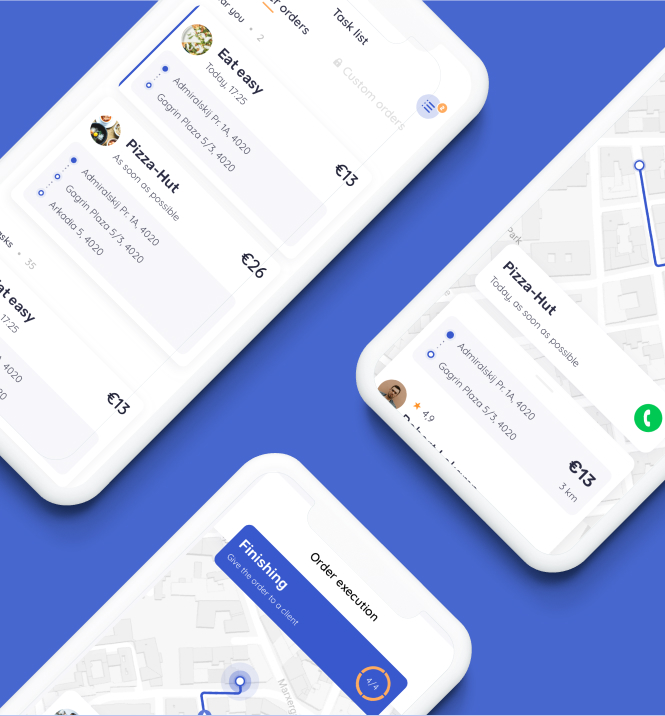 Task list
orders
ar you • 2
Custom orders
Eat easy
Today, 17:25
Admiralskij Pr. 1A, 4020
Gagrin Plaza 5/3, 4020
€13
Pizza-Hut
As soon as possible
Admiralskij Pr. 1A, 4020
Gagrin Plaza 5/3, 4020
Arkadia 5, 4020
€26
sks • 35
at easy
17:25
4020
€13
Park
Pizza-Hut
Today, as soon as possible
Admiralskij Pr. 1A, 4020
Gagrin Plaza 5/3, 4020
€13
3 km
4,9
Order execution
Finishing
Give the order to a client
4/4
Marxerg